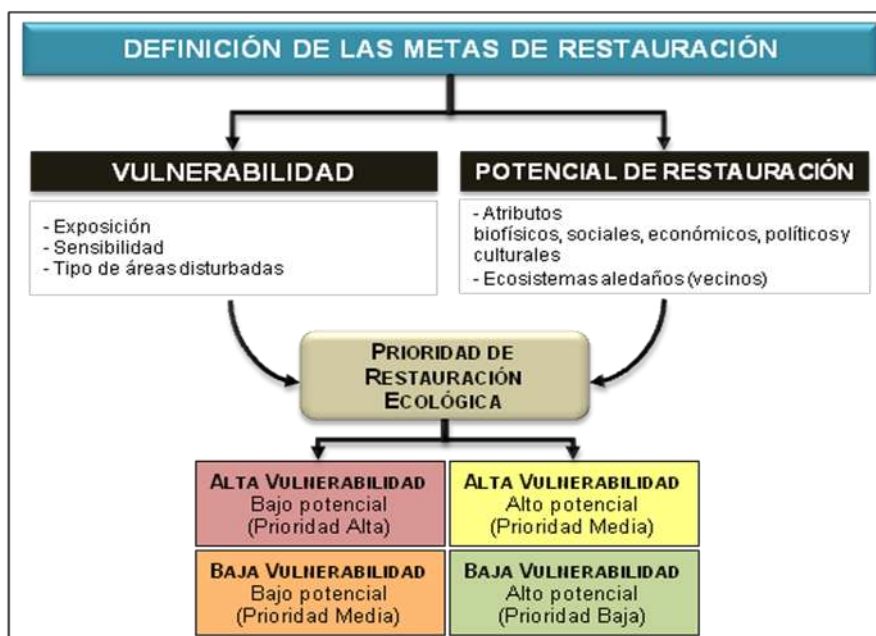 DEFINICIÓN DE LAS METAS DE RESTAURACIÓN
VULNERABILIDAD
- Exposición
- Sensibilidad
- Tipo de áreas disturbadas
POTENCIAL DE RESTAURACIÓN
- Atributos
biofísicos, sociales, económicos, políticos y
culturales
- Ecosistemas aledaños (vecinos)
PRIORIDAD DE
RESTAURACIÓN
ECOLÓGICA
ALTA VULNERABILIDAD
Bajo potencial
(Prioridad Alta)
ALTA VULNERABILIDAD
Alto potencial
(Prioridad Media)
BAJA VULNERABILIDAD
Bajo potencial
(Prioridad Media)
BAJA VULNERABILIDAD
Alto potencial
(Prioridad Baja)